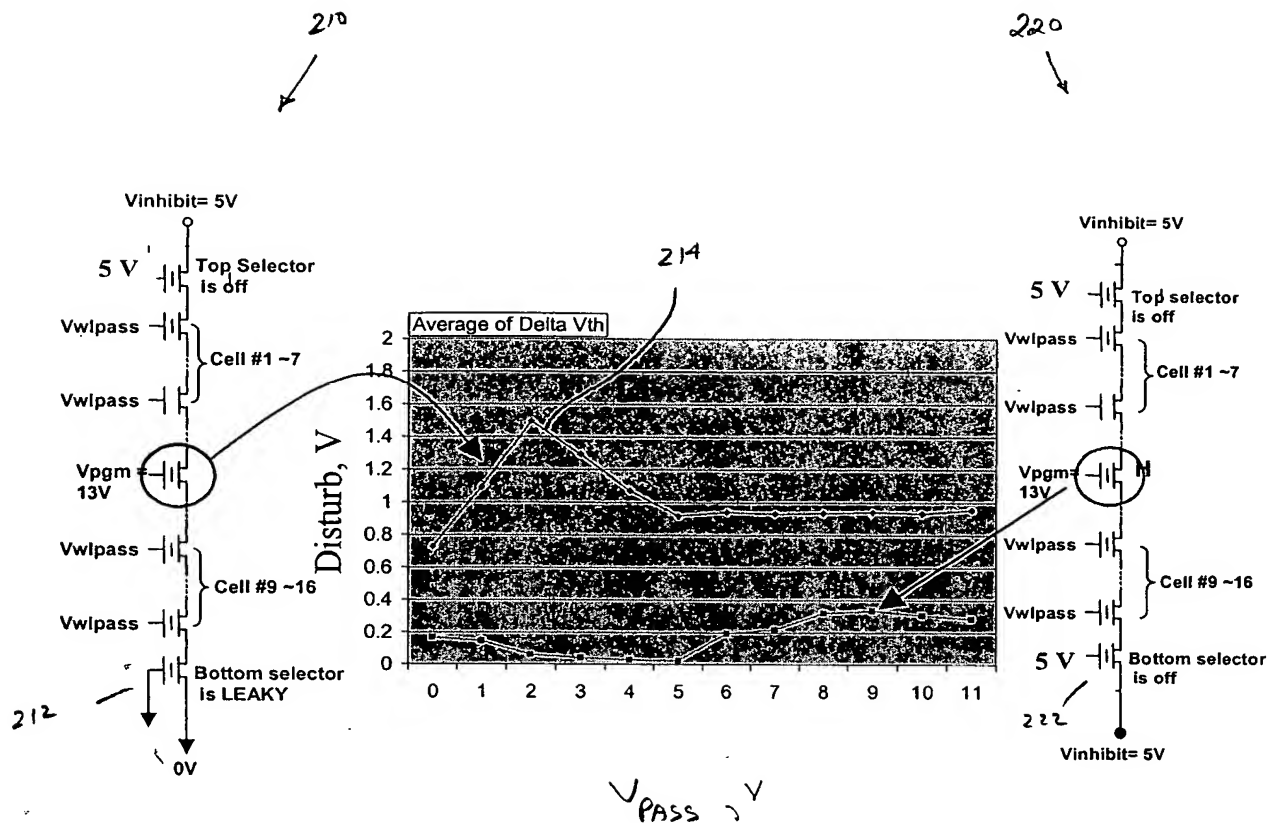 210
220
Vinhibit= 5V
5 V
Top Selector
is off
Vwlpass
Cell #1 ~7
Vwlpass
Vpgm =
13V
Vwlpass
Cell #9 ~16
Vwlpass
Bottom selector
is LEAKY
212
0V
214
Average of Delta Vth
Disturb, V
2
1.8
1.6
1.4
1.2
1
0.8
0.6
0.4
0.2
0
0 1 2 3 4 5 6 7 8 9 10 11
VPASS, V
Vinhibit= 5V
5 V
Top selector
is off
Vwlpass
Cell #1 ~7
Vwlpass
Vpgm=
13V
Vwlpass
Cell #9 ~16
Vwlpass
5 V
Bottom selector
is off
222
Vinhibit= 5V